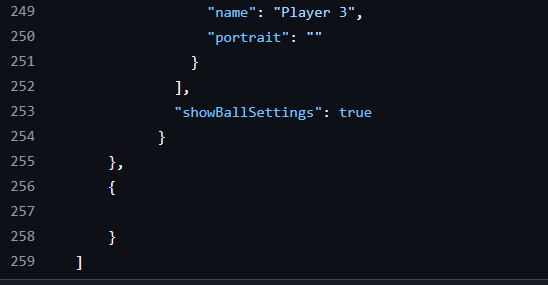 249 "name": "Player 3",
250 "portrait": ""
251 }
252 ],
253 "showBallSettings": true
254 }
255 },
256 {
257
258 }
259 ]